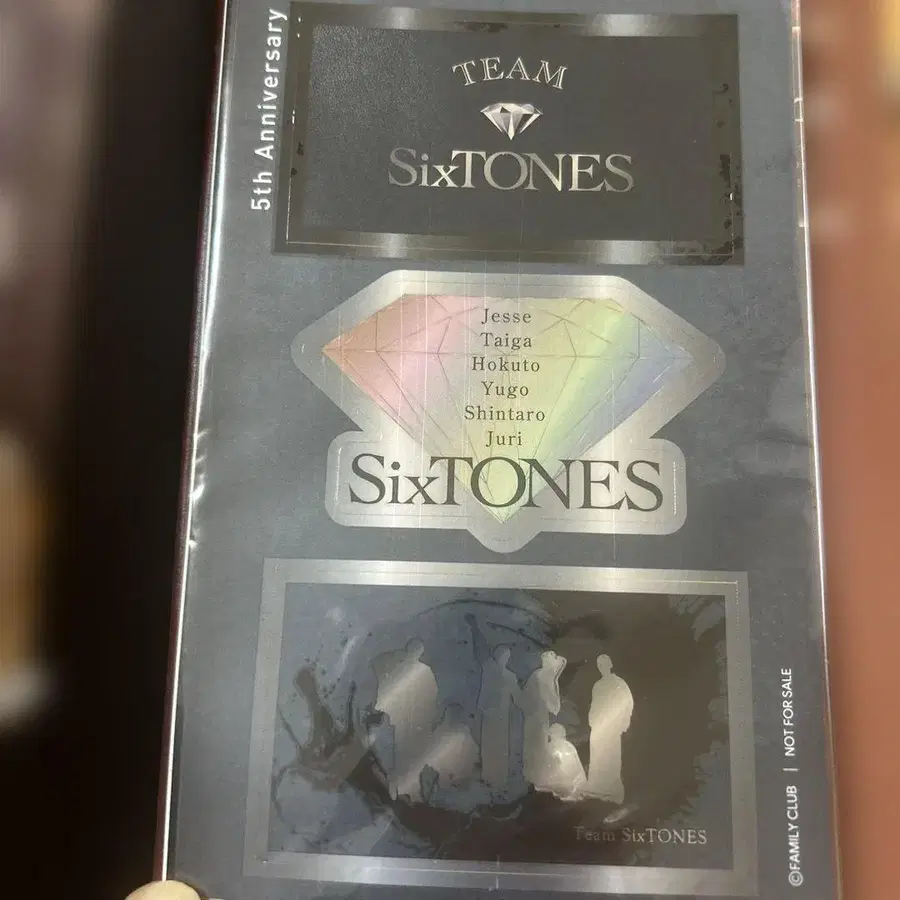 5th Anniversary
TEAM
SixTONES
Jesse
Taiga
Hokuto
Yugo
Shintaro
Juri
SixTONES
Team SixTONES
©FAMILY CLUB | NOT FOR SALE